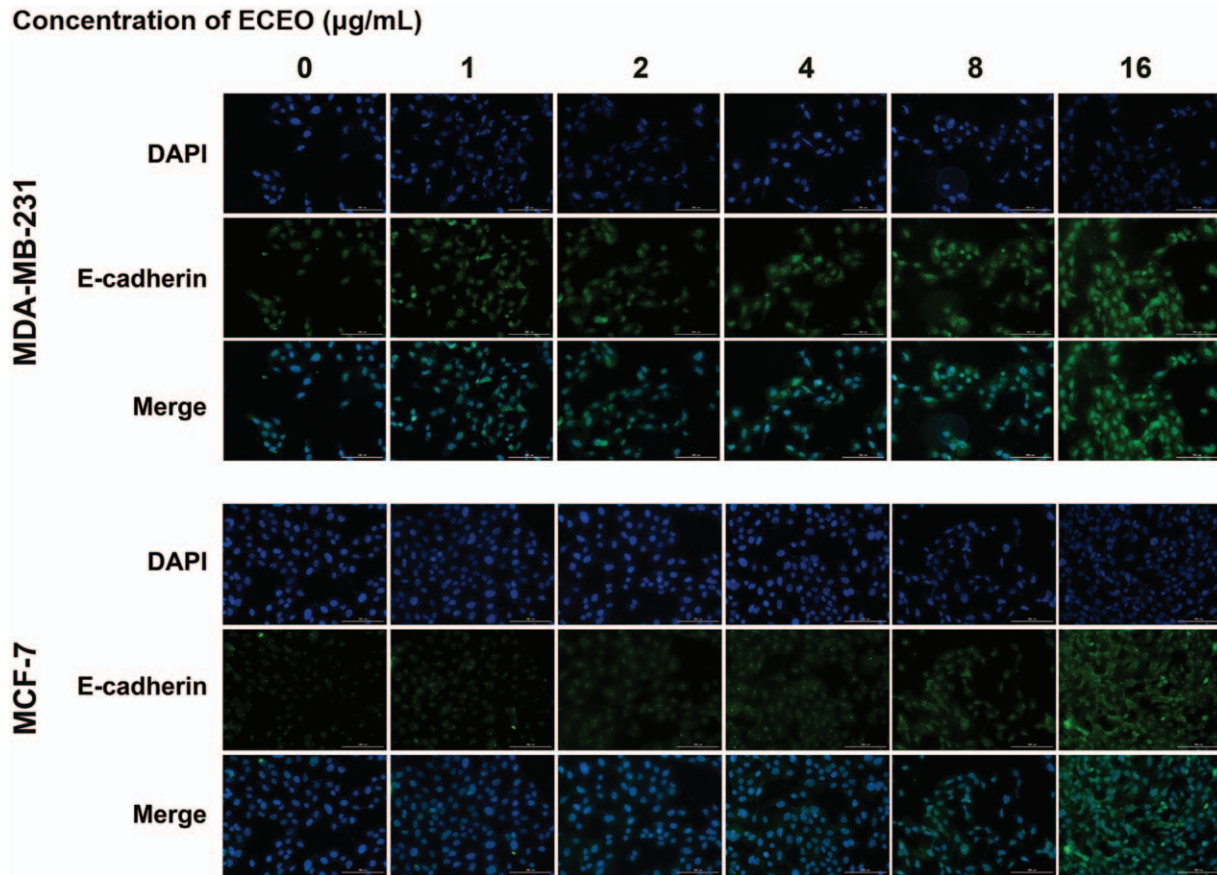 Concentration of ECEO (µg/mL)
0 1 2 4 8 16
MDA-MB-231
DAPI
E-cadherin
Merge
MCF-7
DAPI
E-cadherin
Merge